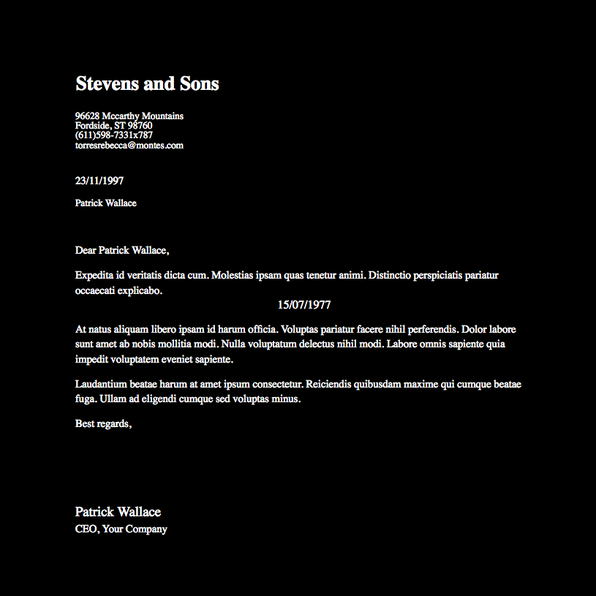 Stevens and Sons
96628 Mccarthy Mountains
Fordside, ST 98760
(611)598-7331x787
torresrebecca@montes.com
23/11/1997
Patrick Wallace
Dear Patrick Wallace,
Expedita id veritatis dicta cum. Molestias ipsam quas tenetur animi. Distinctio perspiciatis pariatur
occaecati explicabo.
15/07/1977
At natus aliquam libero ipsam id harum officia. Voluptas pariatur facere nihil perferendis. Dolor labore
sunt amet ab nobis mollitia modi. Nulla voluptatum delectus nihil modi. Labore omnis sapiente quia
impedit voluptatem eveniet sapiente.
Laudantium beatae harum at amet ipsum consectetur. Reiciendis quibusdam maxime qui cumque beatae
fuga. Ullam ad eligendi cumque sed voluptas minus.
Best regards,
Patrick Wallace
CEO, Your Company